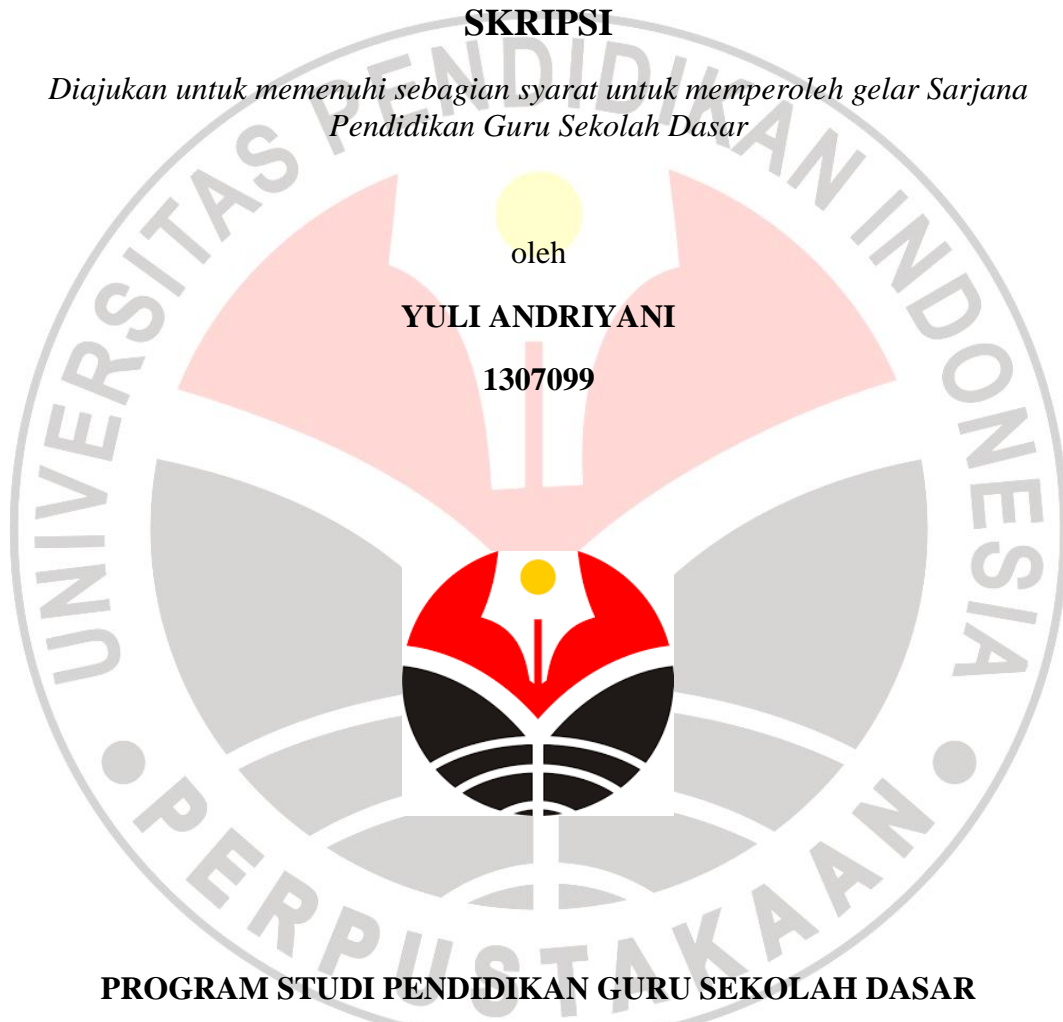 SKRIPSI
Diajukan untuk memenuhi sebagian syarat untuk memperoleh gelar Sarjana
Pendidikan Guru Sekolah Dasar
oleh
YULI ANDRIYANI
1307099
PROGRAM STUDI PENDIDIKAN GURU SEKOLAH DASAR
UNIVERSITAS PENDIDIKAN INDONESIA
PERPUSTAKAAN